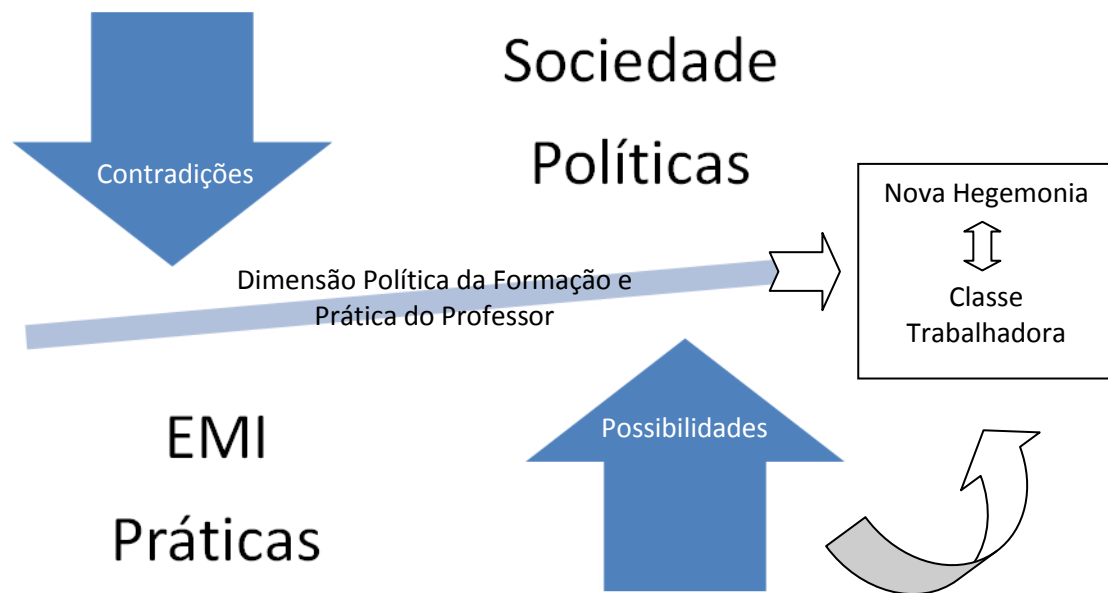 Sociedade
Políticas
Contradições
Nova Hegemonia
Classe
Trabalhadora
Dimensão Política da Formação e
Prática do Professor
EMI
Práticas
Possibilidades